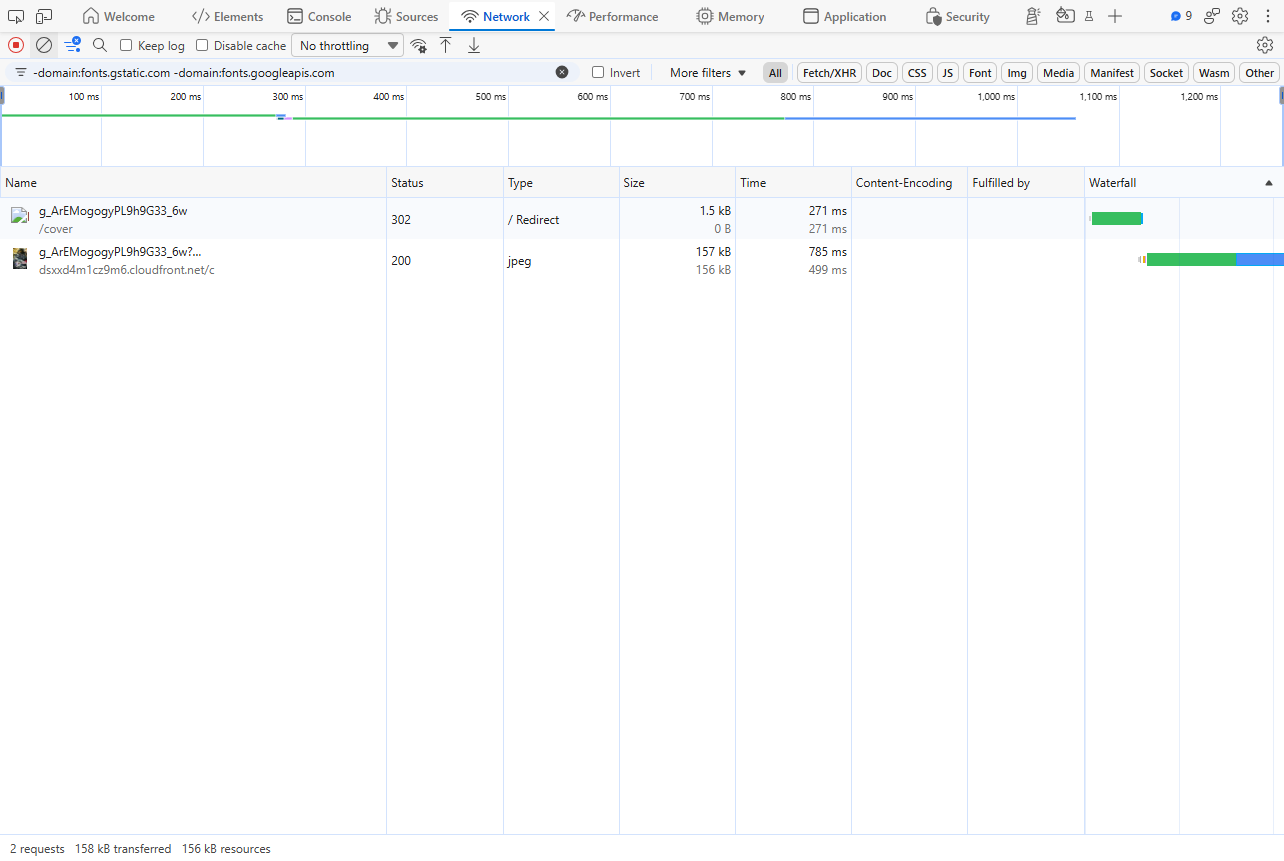 Welcome Elements Console Sources Network Performance Memory Application Security 9
Keep log Disable cache No throttling
-domain:fonts.gstatic.com -domain:fonts.googleapis.com Invert More filters All Fetch/XHR Doc CSS JS Font Img Media Manifest Socket Wasm Other
100 ms 200 ms 300 ms 400 ms 500 ms 600 ms 700 ms 800 ms 900 ms 1,000 ms 1,100 ms 1,200 ms
Name Status Type Size Time Content-Encoding Fulfilled by Waterfall
g_ArEMogogyPL9h9G33_6w 302 / Redirect 1.5 kB 271 ms
/cover 0 B 271 ms
g_ArEMogogyPL9h9G33_6w?... 200 jpeg 157 kB 785 ms
dsxxd4m1cz9m6.cloudfront.net/c 156 kB 499 ms
2 requests 158 kB transferred 156 kB resources